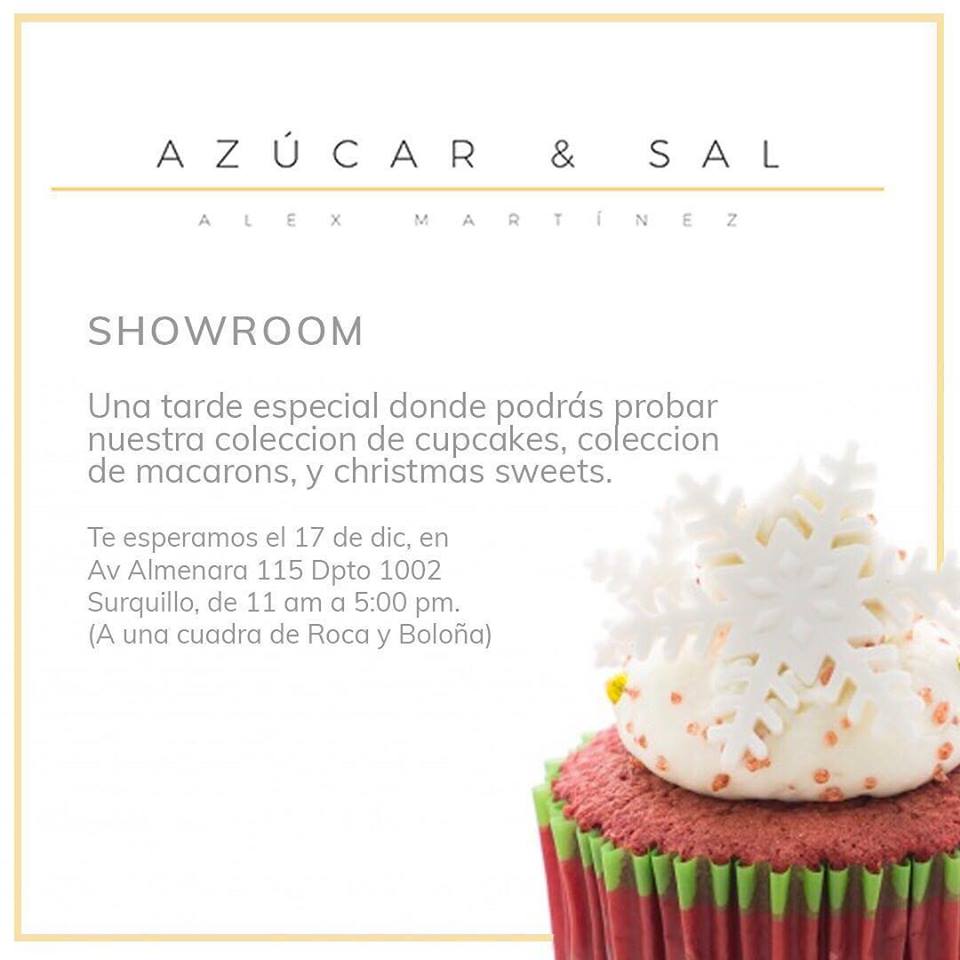 AZÚCAR & SAL
ALEX MARTÍNEZ
SHOWROOM
Una tarde especial donde podrás probar
nuestra coleccion de cupcakes, coleccion
de macarons, y christmas sweets.
Te esperamos el 17 de dic, en
Av Almenara 115 Dpto 1002
Surquillo, de 11 am a 5:00 pm.
(A una cuadra de Roca y Boloña)